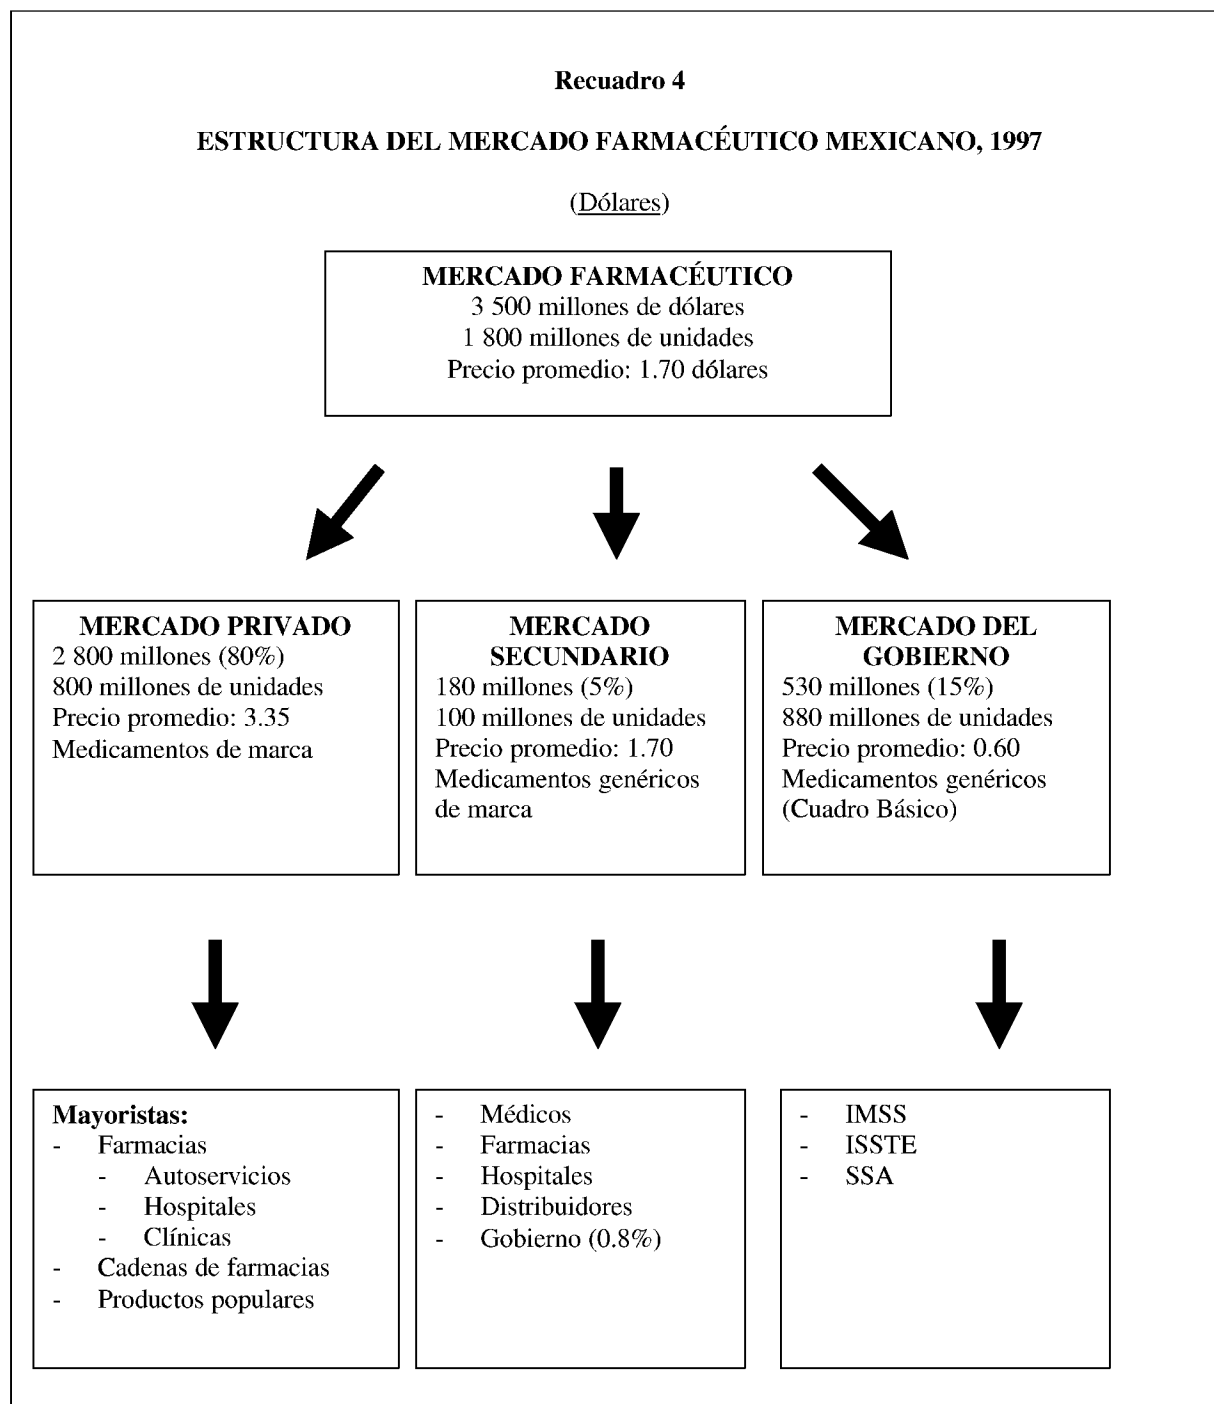 Recuadro 4
ESTRUCTURA DEL MERCADO FARMACÉUTICO MEXICANO, 1997
(Dólares)
MERCADO FARMACÉUTICO
3 500 millones de dólares
1 800 millones de unidades
Precio promedio: 1.70 dólares
MERCADO PRIVADO
2 800 millones (80%)
800 millones de unidades
Precio promedio: 3.35
Medicamentos de marca
MERCADO
SECUNDARIO
180 millones (5%)
100 millones de unidades
Precio promedio: 1.70
Medicamentos genéricos
de marca
MERCADO DEL
GOBIERNO
530 millones (15%)
880 millones de unidades
Precio promedio: 0.60
Medicamentos genéricos
(Cuadro Básico)
Mayoristas:
- Farmacias
- Autoservicios
- Hospitales
- Clínicas
- Cadenas de farmacias
- Productos populares
- Médicos
- Farmacias
- Hospitales
- Distribuidores
- Gobierno (0.8%)
- IMSS
- ISSTE
- SSA